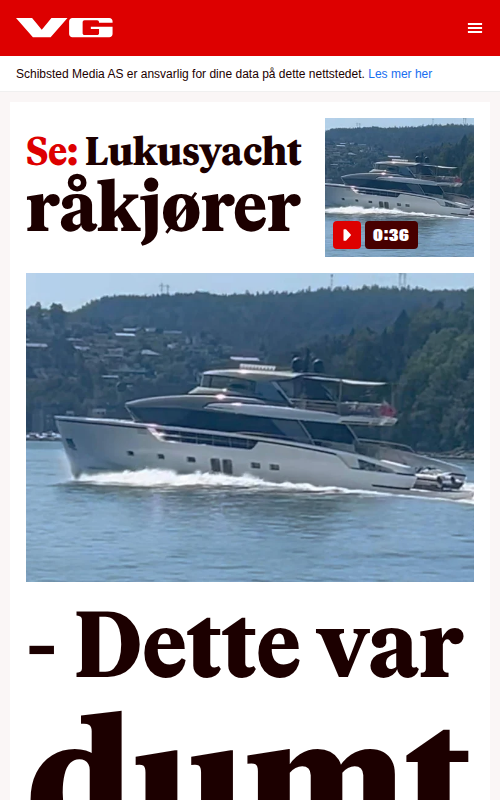 VG
Schibsted Media AS er ansvarlig for dine data på dette nettstedet. Les mer her
Se: Lukusyacht
råkjører
0:36
- Dette var
dumt